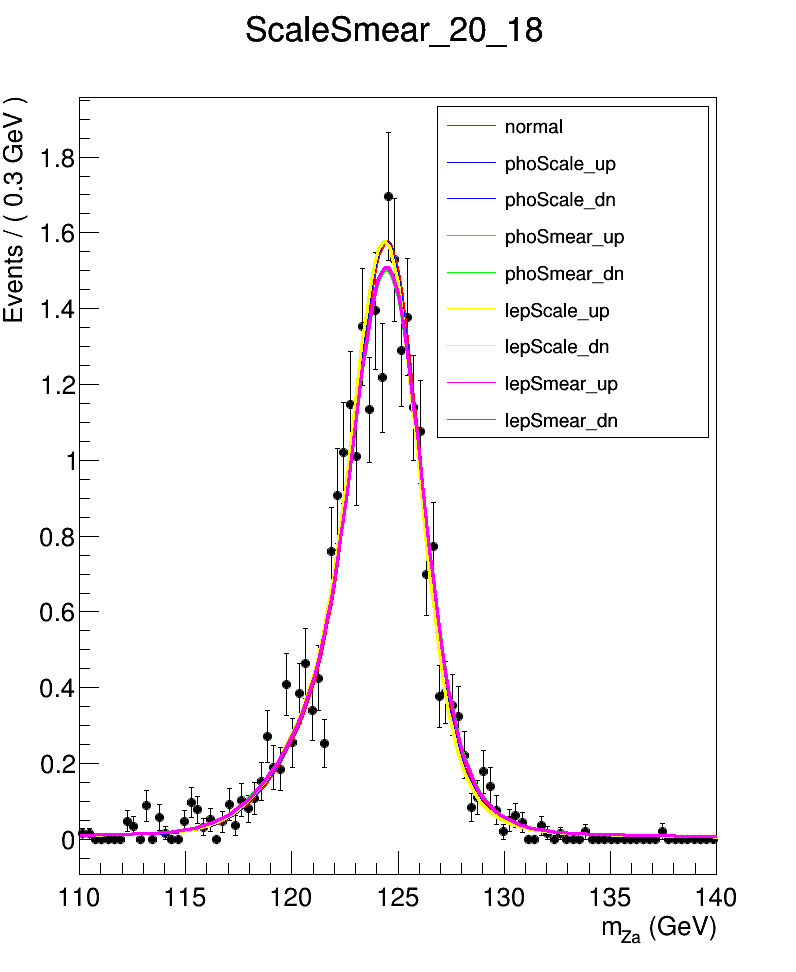 ScaleSmear_20_18
Events / ( 0.3 GeV )
1.8
1.6
1.4
1.2
1
0.8
0.6
0.4
0.2
0
normal
phoScale_up
phoScale_dn
phoSmear_up
phoSmear_dn
lepScale_up
lepScale_dn
lepSmear_up
lepSmear_dn
110 115 120 125 130 135 140
mZa (GeV)